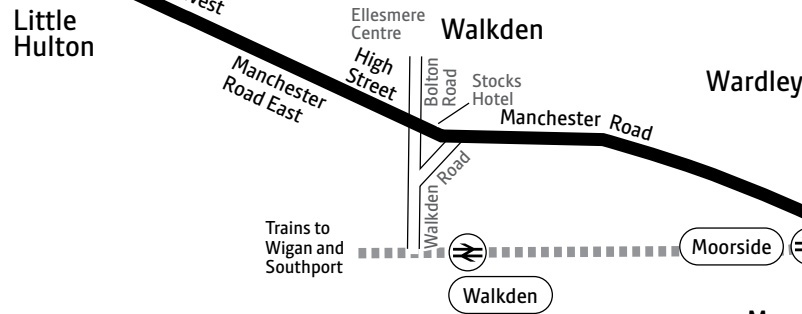 Little
Hulton
Ellesmere
Centre
Walkden
High
Street
Bolton
Road
Stocks
Hotel
Wardley
Manchester
Road East
Manchester Road
Walkden Road
Trains to
Wigan and
Southport
Moorside
Walkden